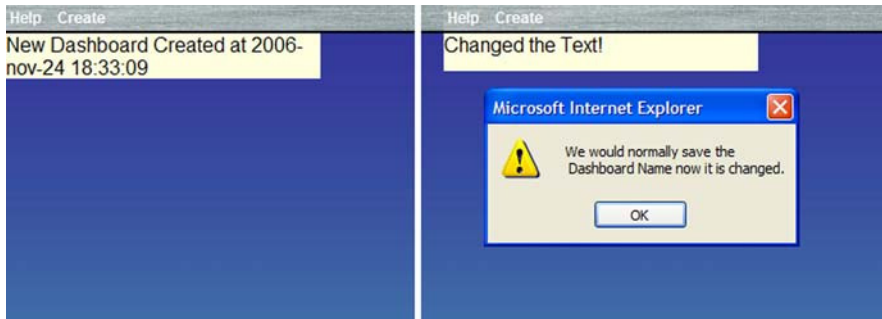 Help Create
New Dashboard Created at 2006-
nov-24 18:33:09
Help Create
Changed the Text!
Microsoft Internet Explorer
We would normally save the
Dashboard Name now it is changed.
OK